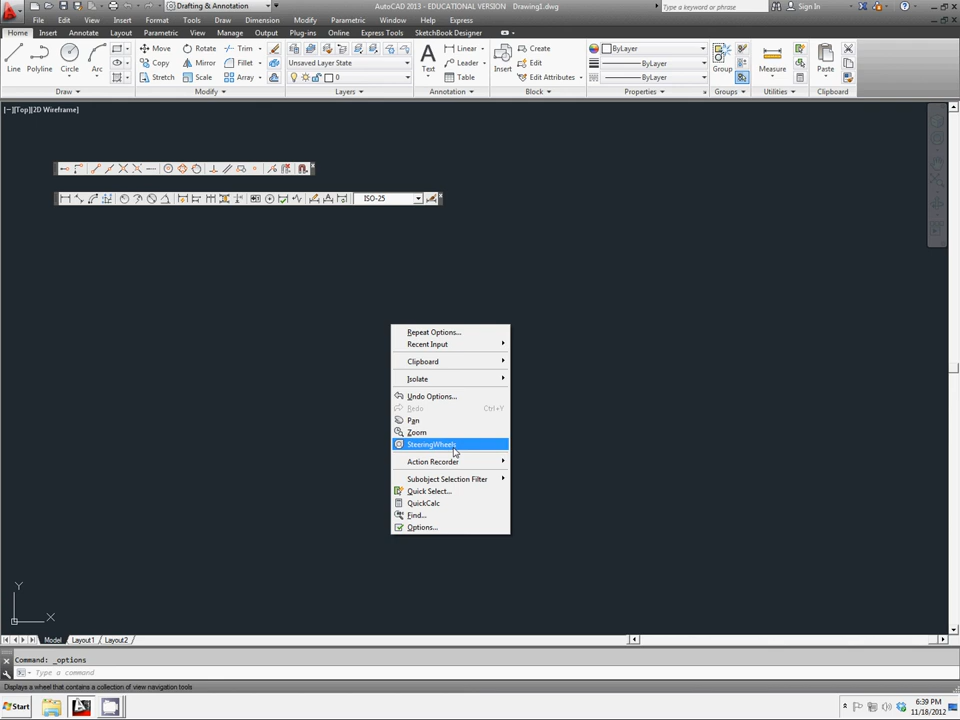 Drafting & Annotation
AutoCAD 2013 - EDUCATIONAL VERSION Drawing1.dwg
Type a keyword or phrase
Sign In
File Edit View Insert Format Tools Draw Dimension Modify Parametric Window Help Express
Home Insert Annotate Parametric View Manage Output Plug-ins Online Express Tools SketchBook Designer
Line Polyline Circle Arc
Move Rotate Trim
Copy Mirror Fillet
Stretch Scale Array
Unsaved Layer State
0
Text
Linear
Leader
Table
Insert
Create
Edit
Edit Attributes
ByLayer
ByLayer
ByLayer
Group
Measure
Paste
Draw Modify Layers Annotation Block Properties Groups Utilities Clipboard
[−][Top][2D Wireframe]
ISO-25
Repeat Options...
Recent Input
Clipboard
Isolate
Undo Options...
Redo Ctrl+Y
Pan
Zoom
SteeringWheels
Action Recorder
Subobject Selection Filter
Quick Select...
QuickCalc
Find...
Options...
Y
X
Model Layout1 Layout2
Command: _options
Type a command
Displays a wheel that contains a collection of view navigation tools
Start
6:39 PM
11/18/2012